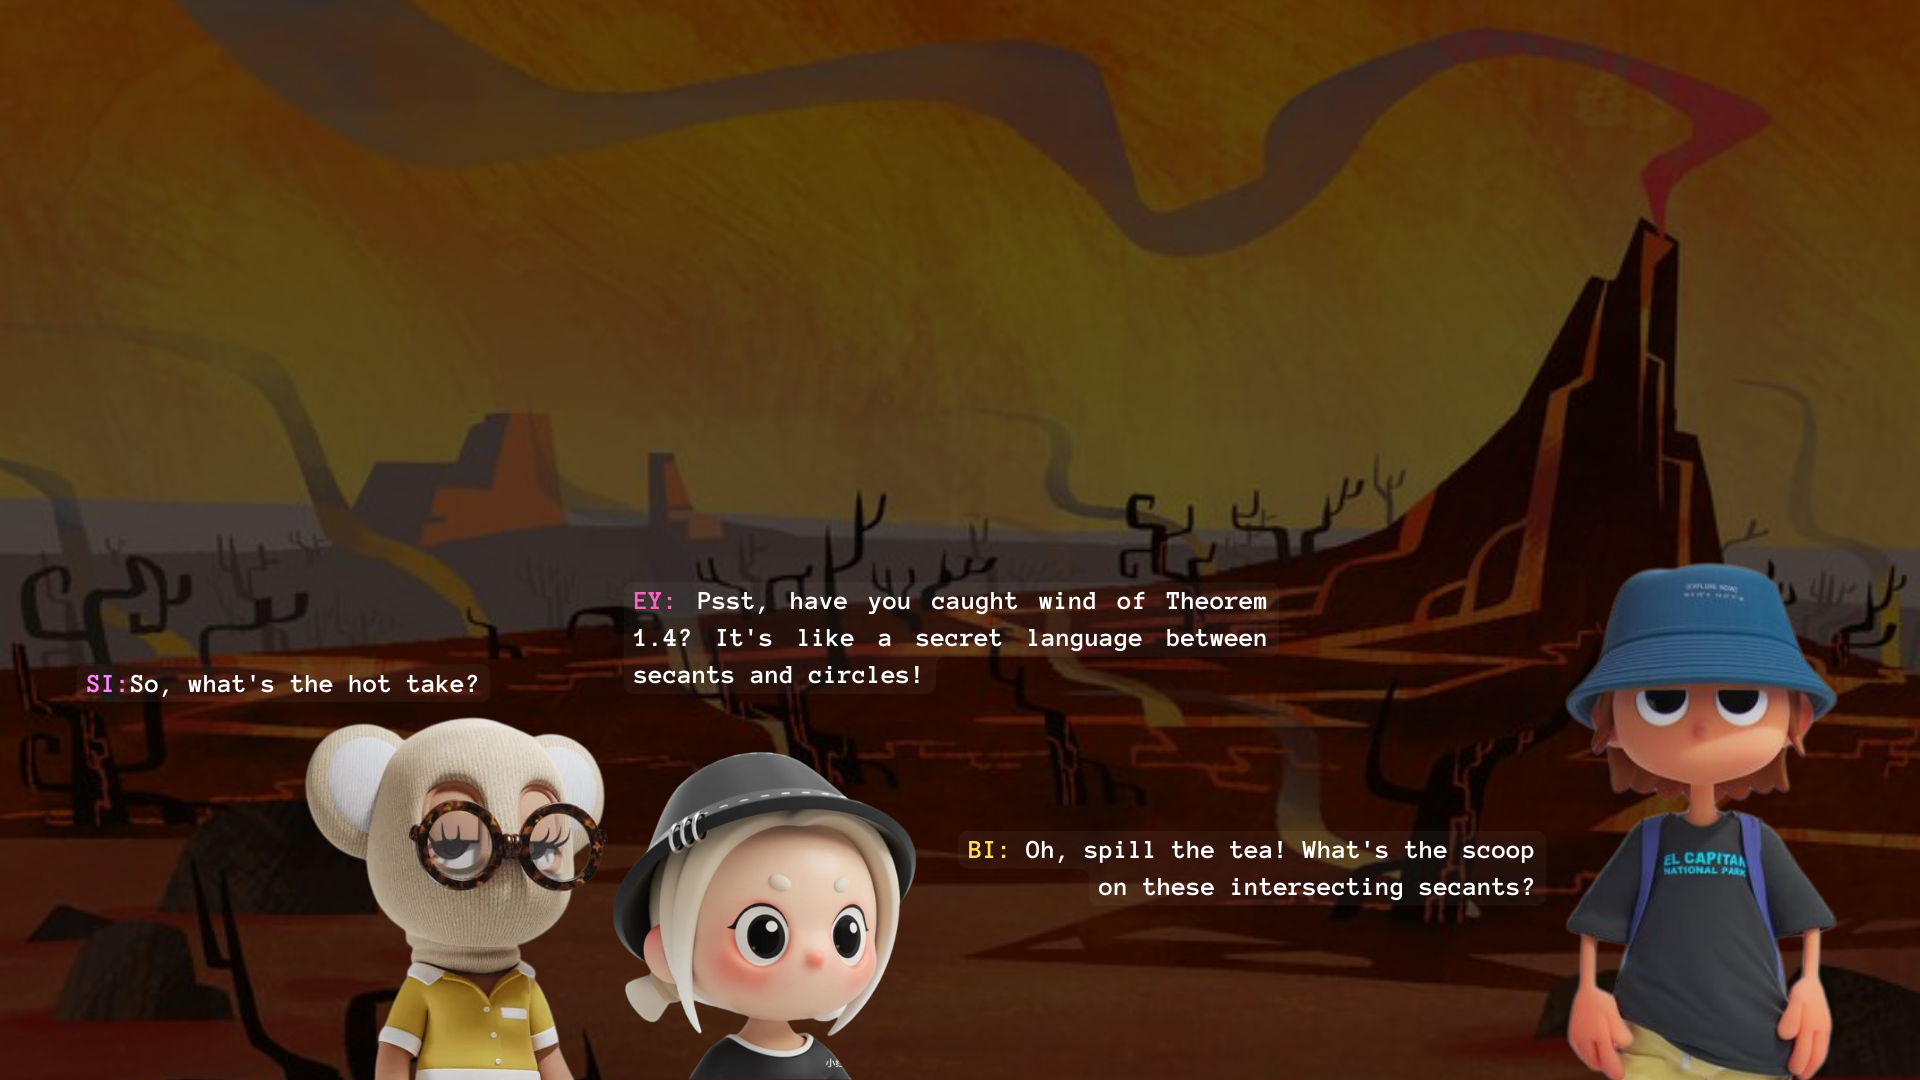 EY: Psst, have you caught wind of Theorem
1.4? It's like a secret language between
secants and circles!
SI:So, what's the hot take?
BI: Oh, spill the tea! What's the scoop
on these intersecting secants?
EL CAPITAN
NATIONAL PARK